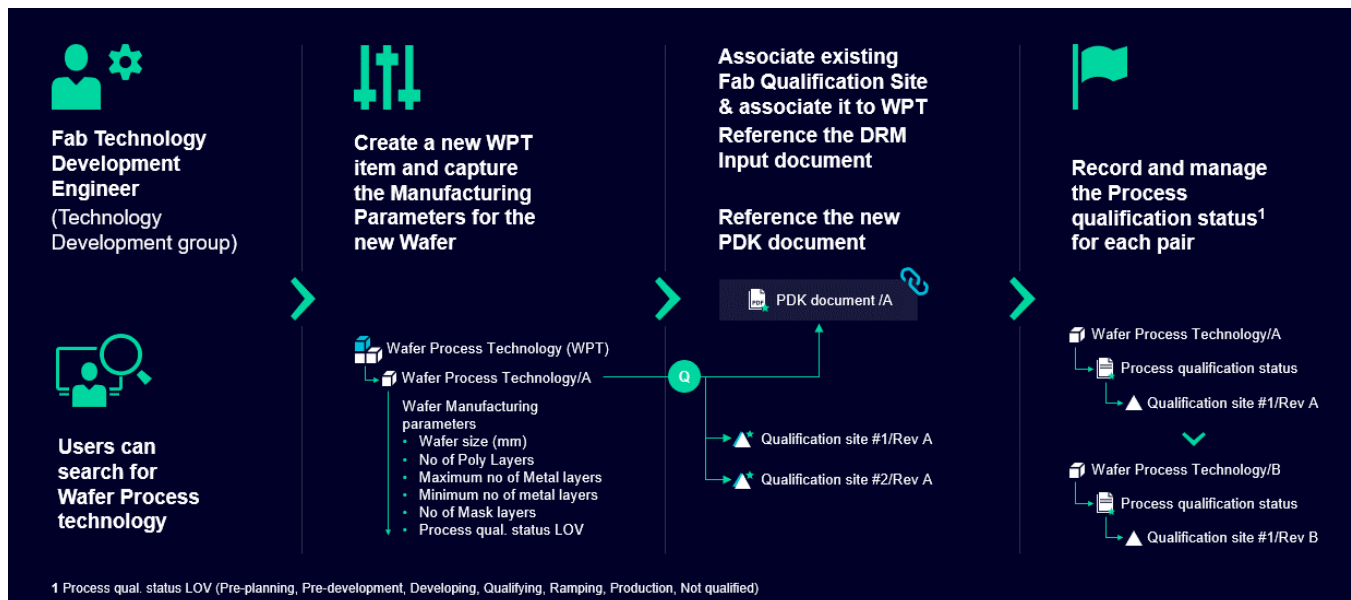 Fab Technology
Development
Engineer
(Technology
Development group)
Users can
search for
Wafer Process
technology
Create a new WPT
item and capture
the Manufacturing
Parameters for the
new Wafer
Wafer Process Technology (WPT)
Wafer Process Technology/A
Wafer Manufacturing
parameters
• Wafer size (mm)
• No of Poly Layers
• Maximum no of Metal layers
• Minimum no of metal layers
• No of Mask layers
• Process qual. status LOV
Associate existing
Fab Qualification Site
& associate it to WPT
Reference the DRM
Input document
Reference the new
PDK document
PDF
PDK document /A
Q
Qualification site #1/Rev A
Qualification site #2/Rev A
Record and manage
the Process
qualification status1
for each pair
Wafer Process Technology/A
Process qualification status
Qualification site #1/Rev A
Wafer Process Technology/B
Process qualification status
Qualification site #1/Rev B
1 Process qual. status LOV (Pre-planning, Pre-development, Developing, Qualifying, Ramping, Production, Not qualified)